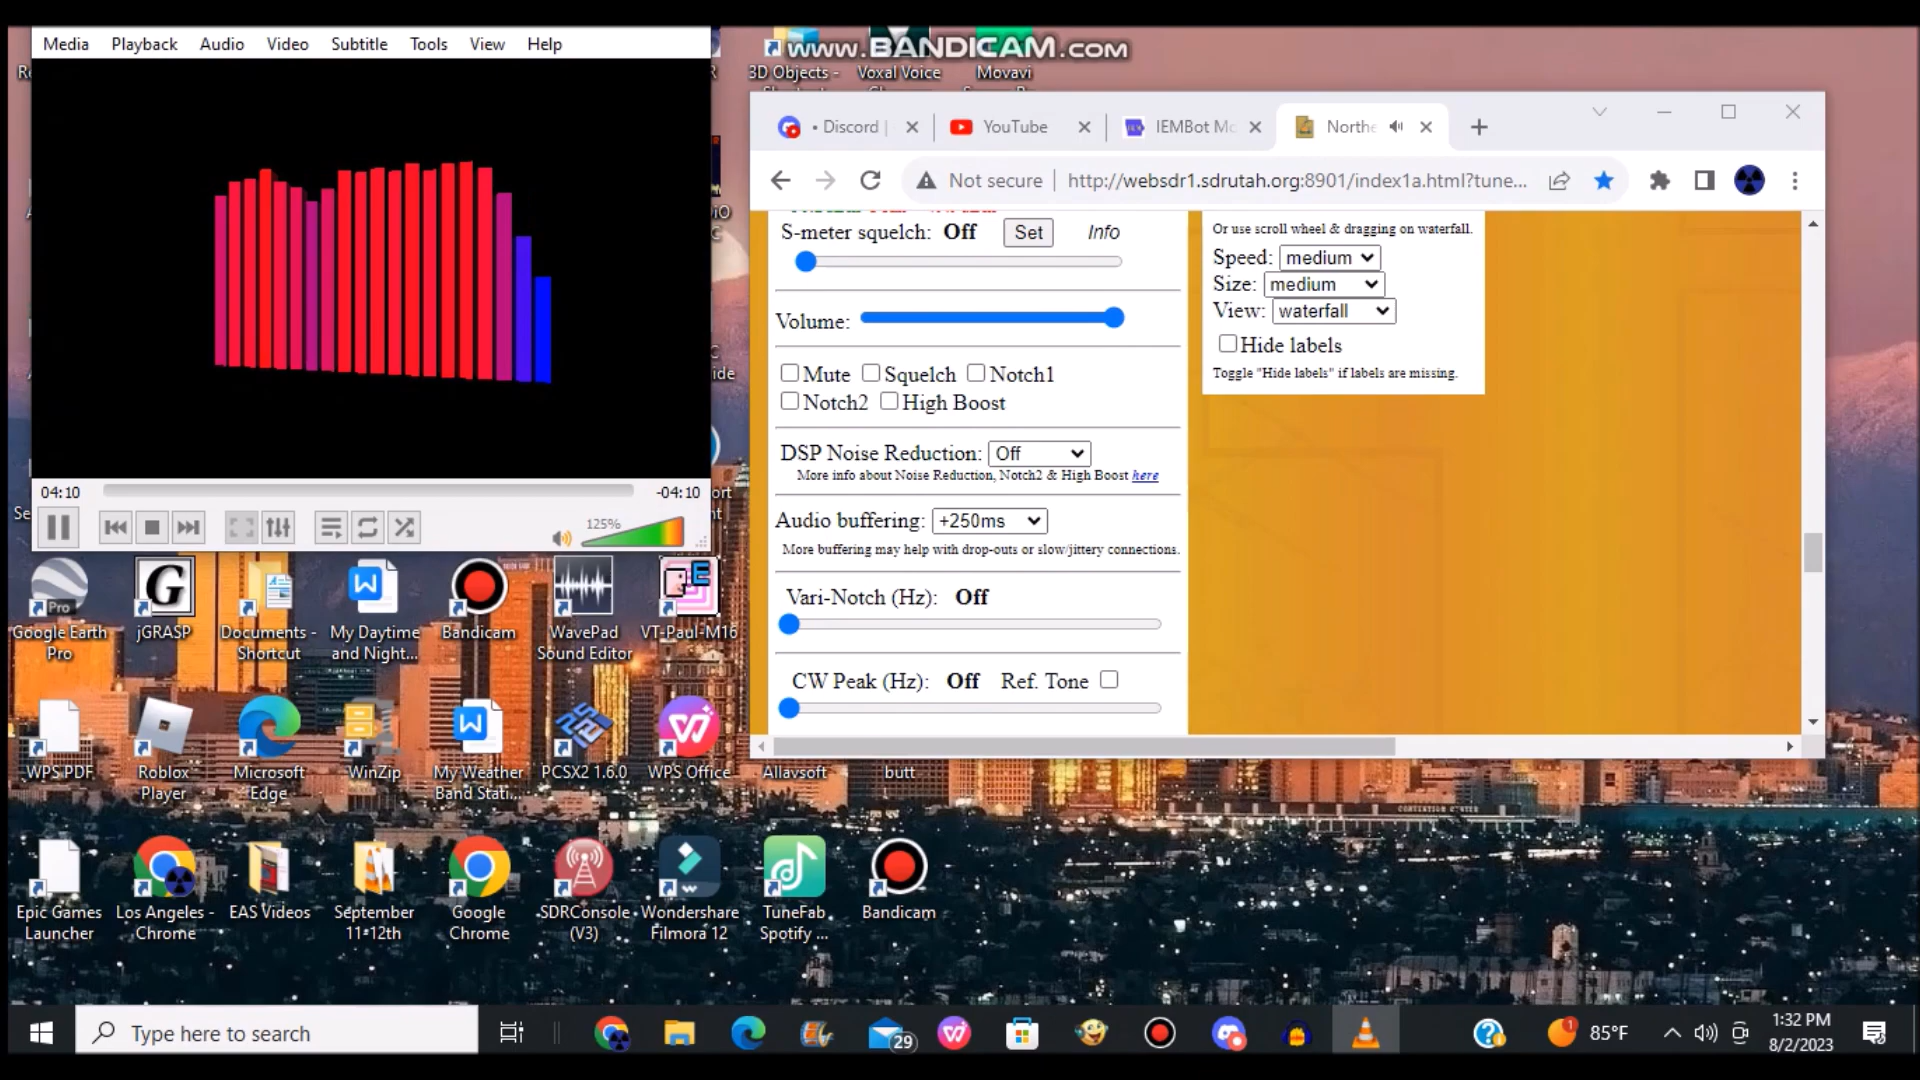 Media Playback Audio Video Subtitle Tools View Help
www.BANDICAM.com
3D Objects - Voxal Voice Movavi
• Discord | YouTube IEMBot Mo Northe
Not secure http://websdr1.sdrutah.org:8901/index1a.html?tune...
S-meter squelch: Off Set Info
Volume:
Mute Squelch Notch1
Notch2 High Boost
DSP Noise Reduction: Off
More info about Noise Reduction, Notch2 & High Boost here
Audio buffering: +250ms
More buffering may help with drop-outs or slow/jittery connections.
Vari-Notch (Hz): Off
CW Peak (Hz): Off Ref. Tone
Or use scroll wheel & dragging on waterfall.
Speed: medium
Size: medium
View: waterfall
Hide labels
Toggle "Hide labels" if labels are missing.
04:10 -04:10
125%
Pro
Google Earth Pro
jGRASP
Documents - Shortcut
My Daytime and Night...
Bandicam
WavePad Sound Editor
VT-Paul-M16
WPS PDF
Roblox Player
Microsoft Edge
WinZip
My Weather Band Stati...
PCSX2 1.6.0
WPS Office
Allavsoft
butt
CONVENTION CENTER
Epic Games Launcher
Los Angeles - Chrome
EAS Videos
September 11-12th
Google Chrome
SDRConsole (V3)
Wondershare Filmora 12
TuneFab Spotify ...
Bandicam
Type here to search
29
1
85°F
1:32 PM
8/2/2023